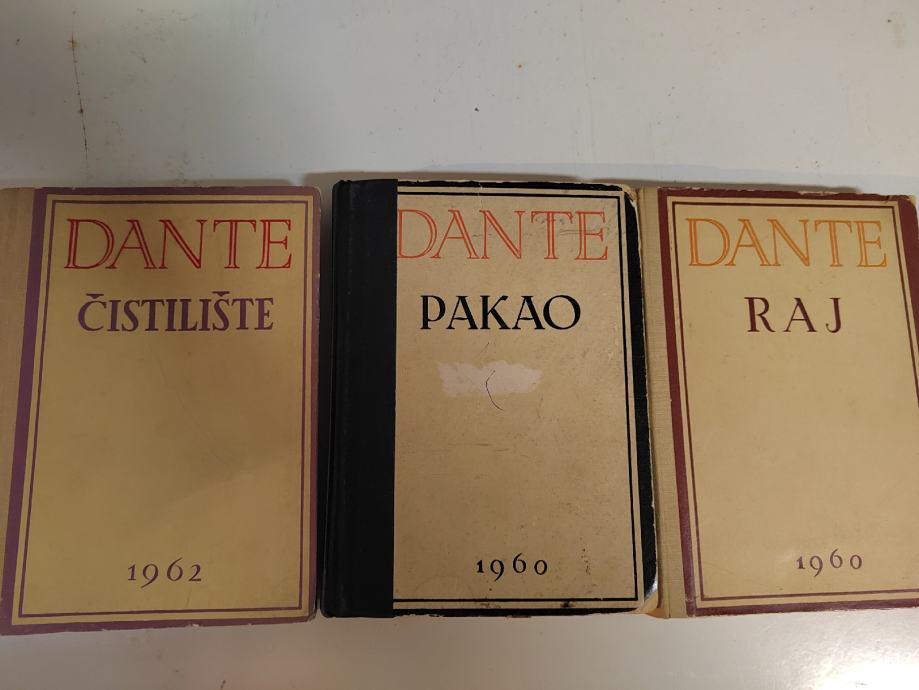 DANTE
ČISTILIŠTE
1962
DANTE
PAKAO
1960
DANTE
RAJ
1960